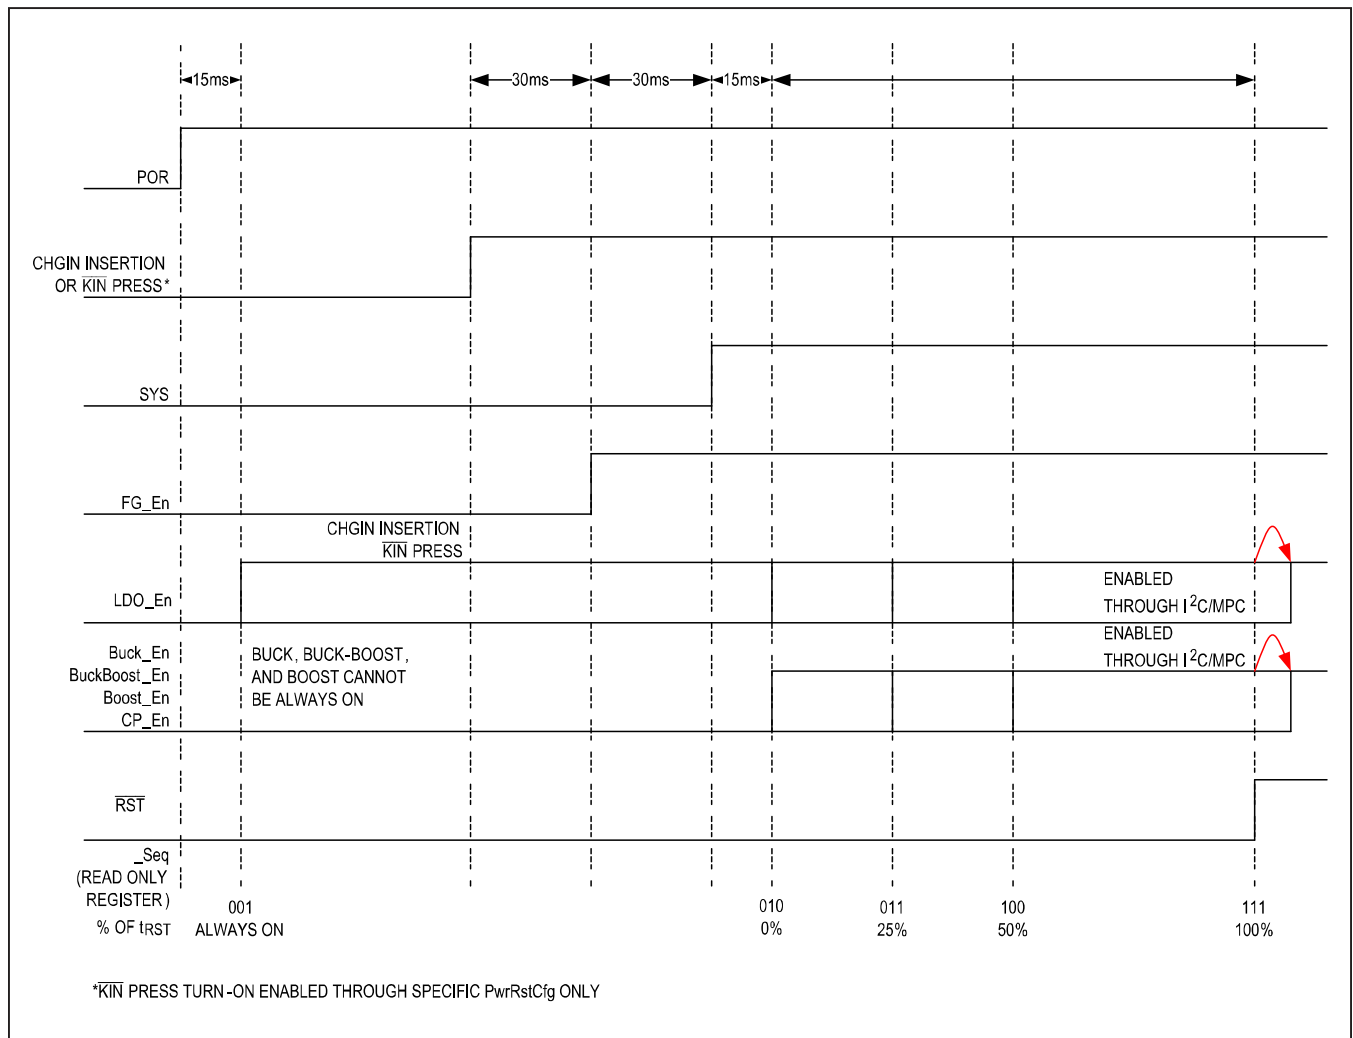 15ms 30ms 30ms 15ms
POR
CHGIN INSERTION
OR KIN PRESS*
SYS
FG_En
CHGIN INSERTION
KIN PRESS
LDO_En
ENABLED
THROUGH I2C/MPC
Buck_En
BuckBoost_En
Boost_En
CP_En
BUCK, BUCK-BOOST,
AND BOOST CANNOT
BE ALWAYS ON
ENABLED
THROUGH I2C/MPC
RST
_Seq
(READ ONLY
REGISTER)
001 010 011 100 111
% OF tRST ALWAYS ON 0% 25% 50% 100%
*KIN PRESS TURN-ON ENABLED THROUGH SPECIFIC PwrRstCfg ONLY